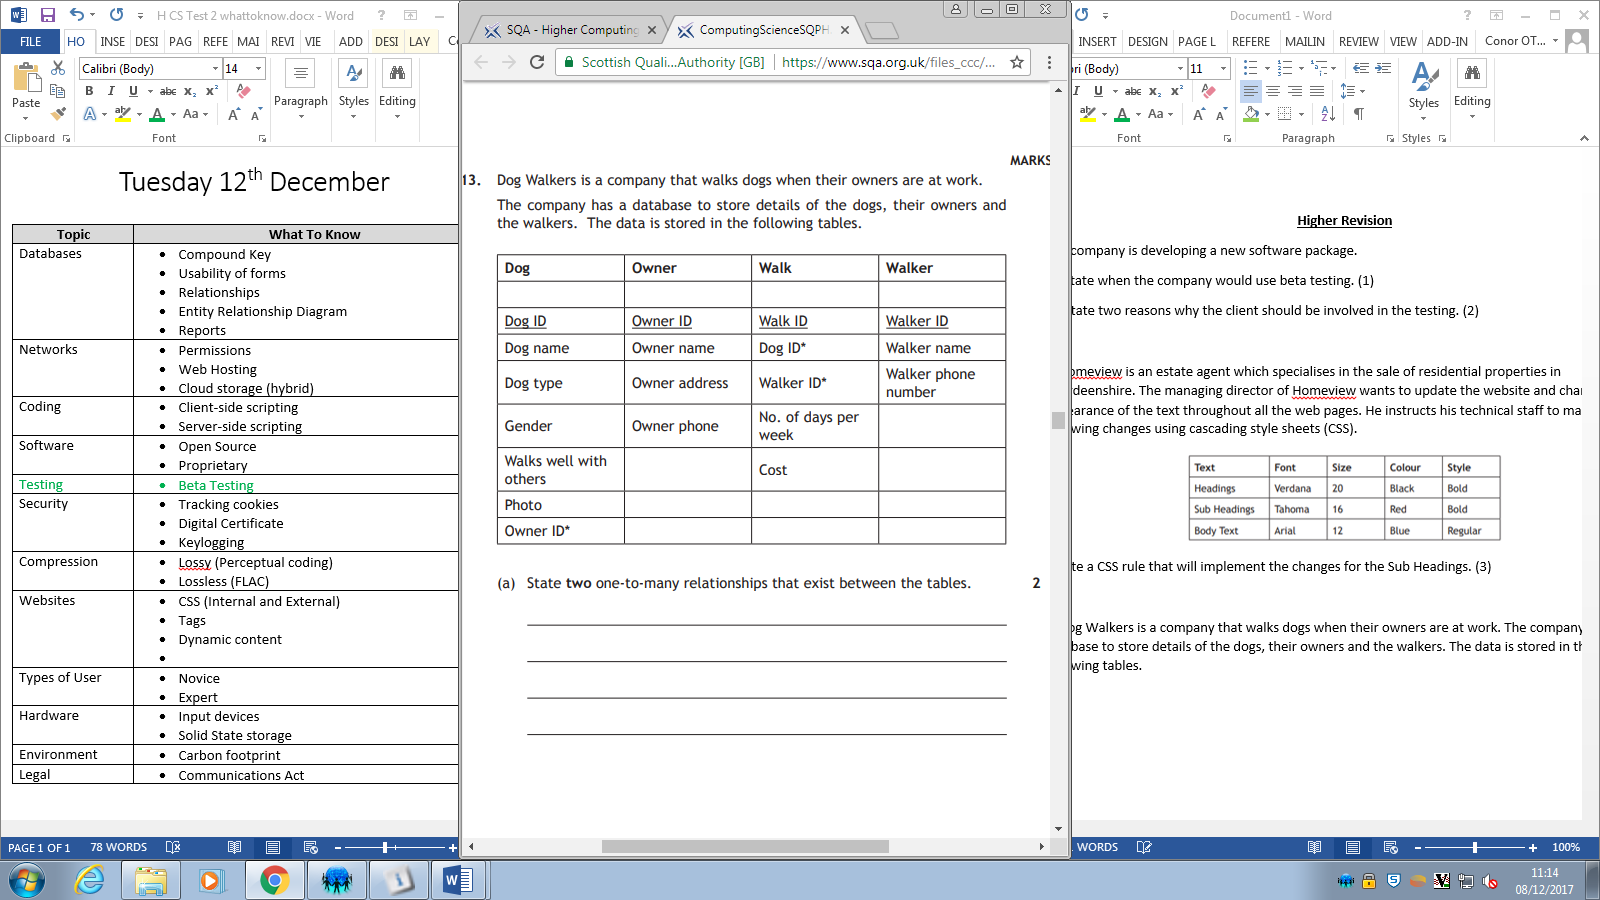 H CS Test 2 whattoknow.docx - Word
FILE HO INSE DESI PAG REFE MAI REVI VIE ADD DESI LAY
Calibri (Body) 14
Paste
Paragraph Styles Editing
Clipboard Font
Tuesday 12th December
Topic What To Know
Databases
• Compound Key
• Usability of forms
• Relationships
• Entity Relationship Diagram
• Reports
Networks
• Permissions
• Web Hosting
• Cloud storage (hybrid)
Coding
• Client-side scripting
• Server-side scripting
Software
• Open Source
• Proprietary
Testing
• Beta Testing
Security
• Tracking cookies
• Digital Certificate
• Keylogging
Compression
• Lossy (Perceptual coding)
• Lossless (FLAC)
Websites
• CSS (Internal and External)
• Tags
• Dynamic content
•
Types of User
• Novice
• Expert
Hardware
• Input devices
• Solid State storage
Environment
• Carbon footprint
Legal
• Communications Act
PAGE 1 OF 1 78 WORDS
SQA - Higher Computing
ComputingScienceSQPH
Scottish Quali...Authority [GB] https://www.sqa.org.uk/files_ccc/...
MARKS
13. Dog Walkers is a company that walks dogs when their owners are at work.
The company has a database to store details of the dogs, their owners and
the walkers. The data is stored in the following tables.
Dog Owner Walk Walker
Dog ID Owner ID Walk ID Walker ID
Dog name Owner name Dog ID* Walker name
Dog type Owner address Walker ID* Walker phone number
Gender Owner phone No. of days per week
Walks well with others Cost
Photo
Owner ID*
(a) State two one-to-many relationships that exist between the tables. 2
Document1 - Word
INSERT DESIGN PAGE L REFERE MAILIN REVIEW VIEW ADD-IN Conor OT...
ri (Body) 11
Styles Editing
Font Paragraph Styles
Higher Revision
company is developing a new software package.
tate when the company would use beta testing. (1)
tate two reasons why the client should be involved in the testing. (2)
omeview is an estate agent which specialises in the sale of residential properties in
deenshire. The managing director of Homeview wants to update the website and chan
earance of the text throughout all the web pages. He instructs his technical staff to ma
wing changes using cascading style sheets (CSS).
Text Font Size Colour Style
Headings Verdana 20 Black Bold
Sub Headings Tahoma 16 Red Bold
Body Text Arial 12 Blue Regular
te a CSS rule that will implement the changes for the Sub Headings. (3)
og Walkers is a company that walks dogs when their owners are at work. The company
base to store details of the dogs, their owners and the walkers. The data is stored in th
wing tables.
WORDS 100%
11:14
08/12/2017